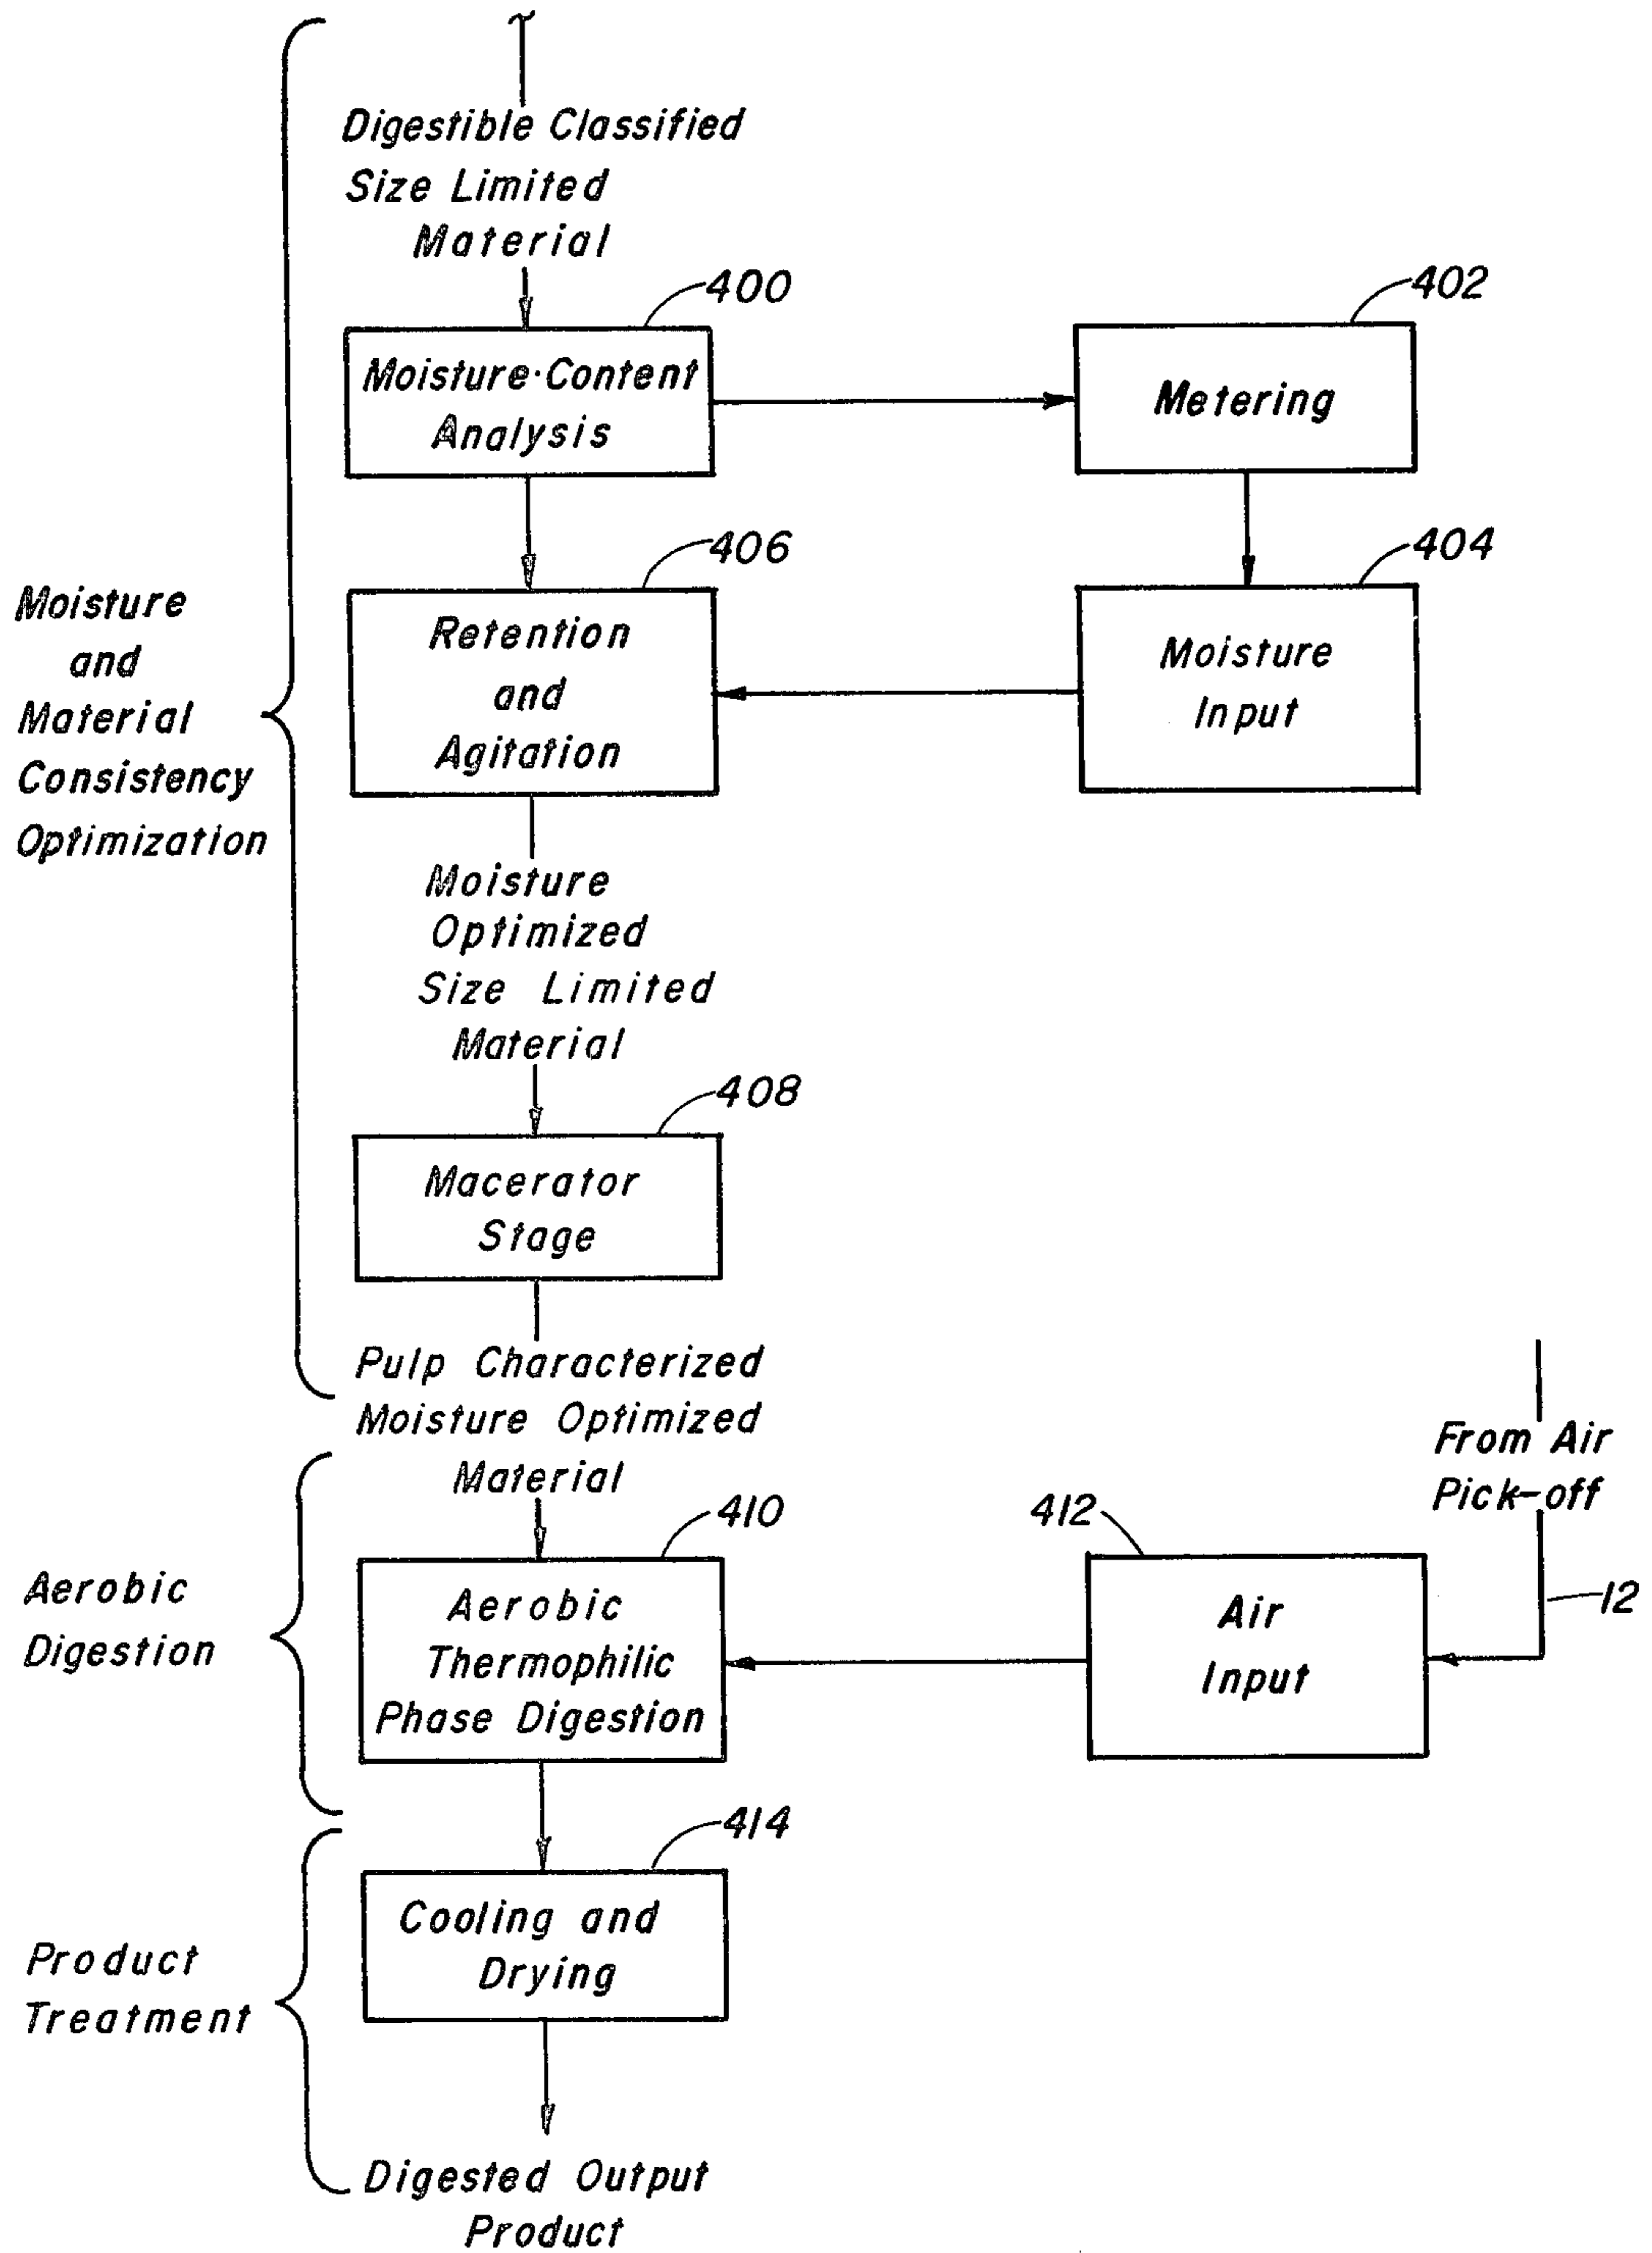 Digestible Classified
Size Limited
Material
400
402
Moisture·Content
Analysis
Metering
406
404
Retention
and
Agitation
Moisture
Input
Moisture
and
Material
Consistency
Optimization
Moisture
Optimized
Size Limited
Material
408
Macerator
Stage
Pulp Characterized
Moisture Optimized
Material
From Air
Pick-off
410
412
12
Aerobic
Digestion
Aerobic
Thermophilic
Phase Digestion
Air
Input
414
Cooling and
Drying
Product
Treatment
Digested Output
Product